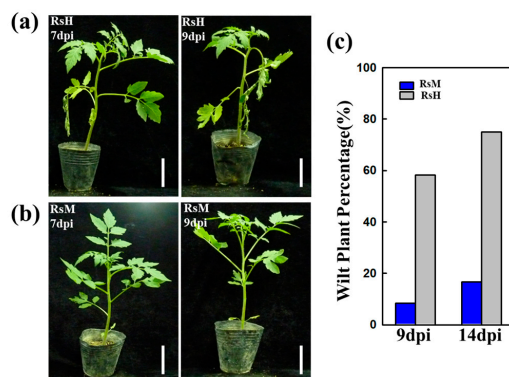 (a)
RsH
7dpi
RsH
9dpi
(b)
RsM
7dpi
RsM
9dpi
(c)
Wilt Plant Percentage(%)
100
80
60
40
20
0
RsM
RsH
9dpi
14dpi